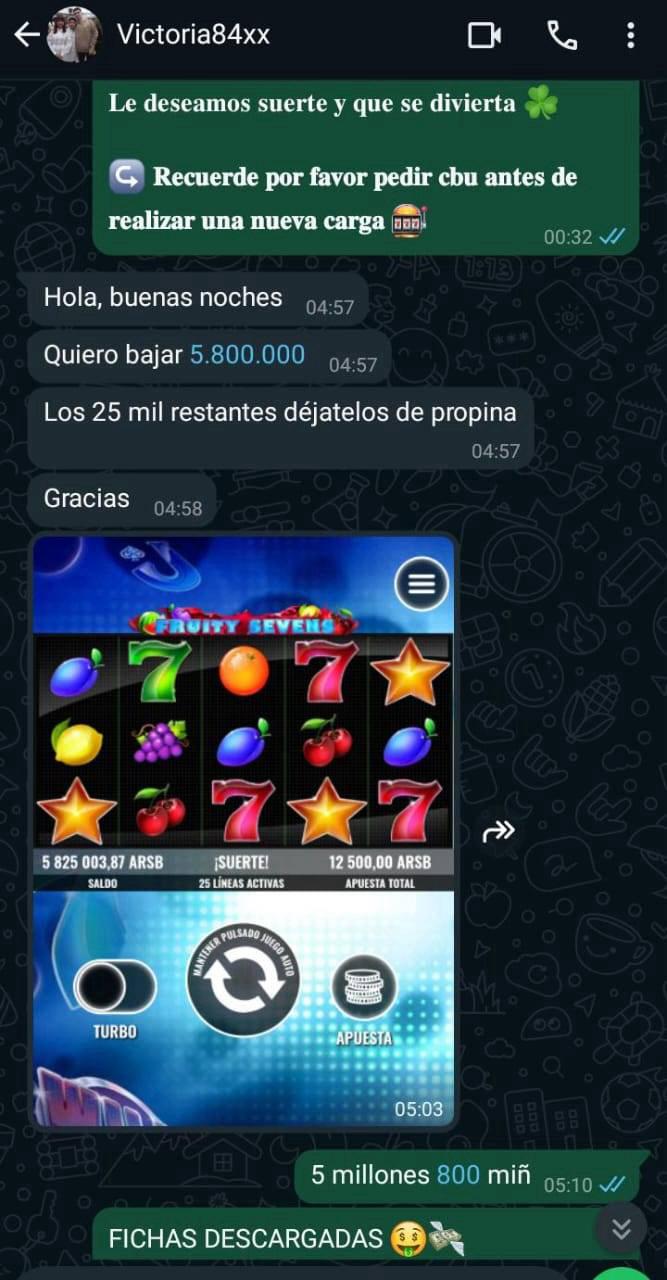 Victoria84xx
Le deseamos suerte y que se divierta 🍀
↪️ Recuerde por favor pedir cbu antes de
realizar una nueva carga 🎰
00:32
Hola, buenas noches 04:57
Quiero bajar 5.800.000 04:57
Los 25 mil restantes déjatelos de propina
04:57
Gracias 04:58
FRUITY SEVENS
5 825 003,87 ARSB ¡SUERTE! 12 500,00 ARSB
SALDO 25 LÍNEAS ACTIVAS APUESTA TOTAL
MANTENER PULSADO JUEGO AUTO
TURBO
APUESTA
05:03
5 millones 800 miñ 05:10
FICHAS DESCARGADAS 🤑💸